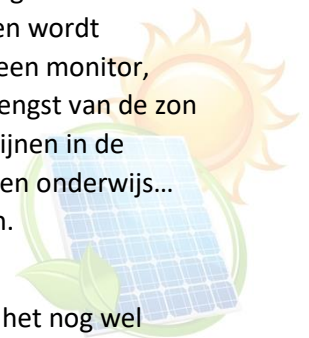 en wordt
een monitor,
engst van de zon
ijnen in de
en onderwijs…
n.
het nog wel